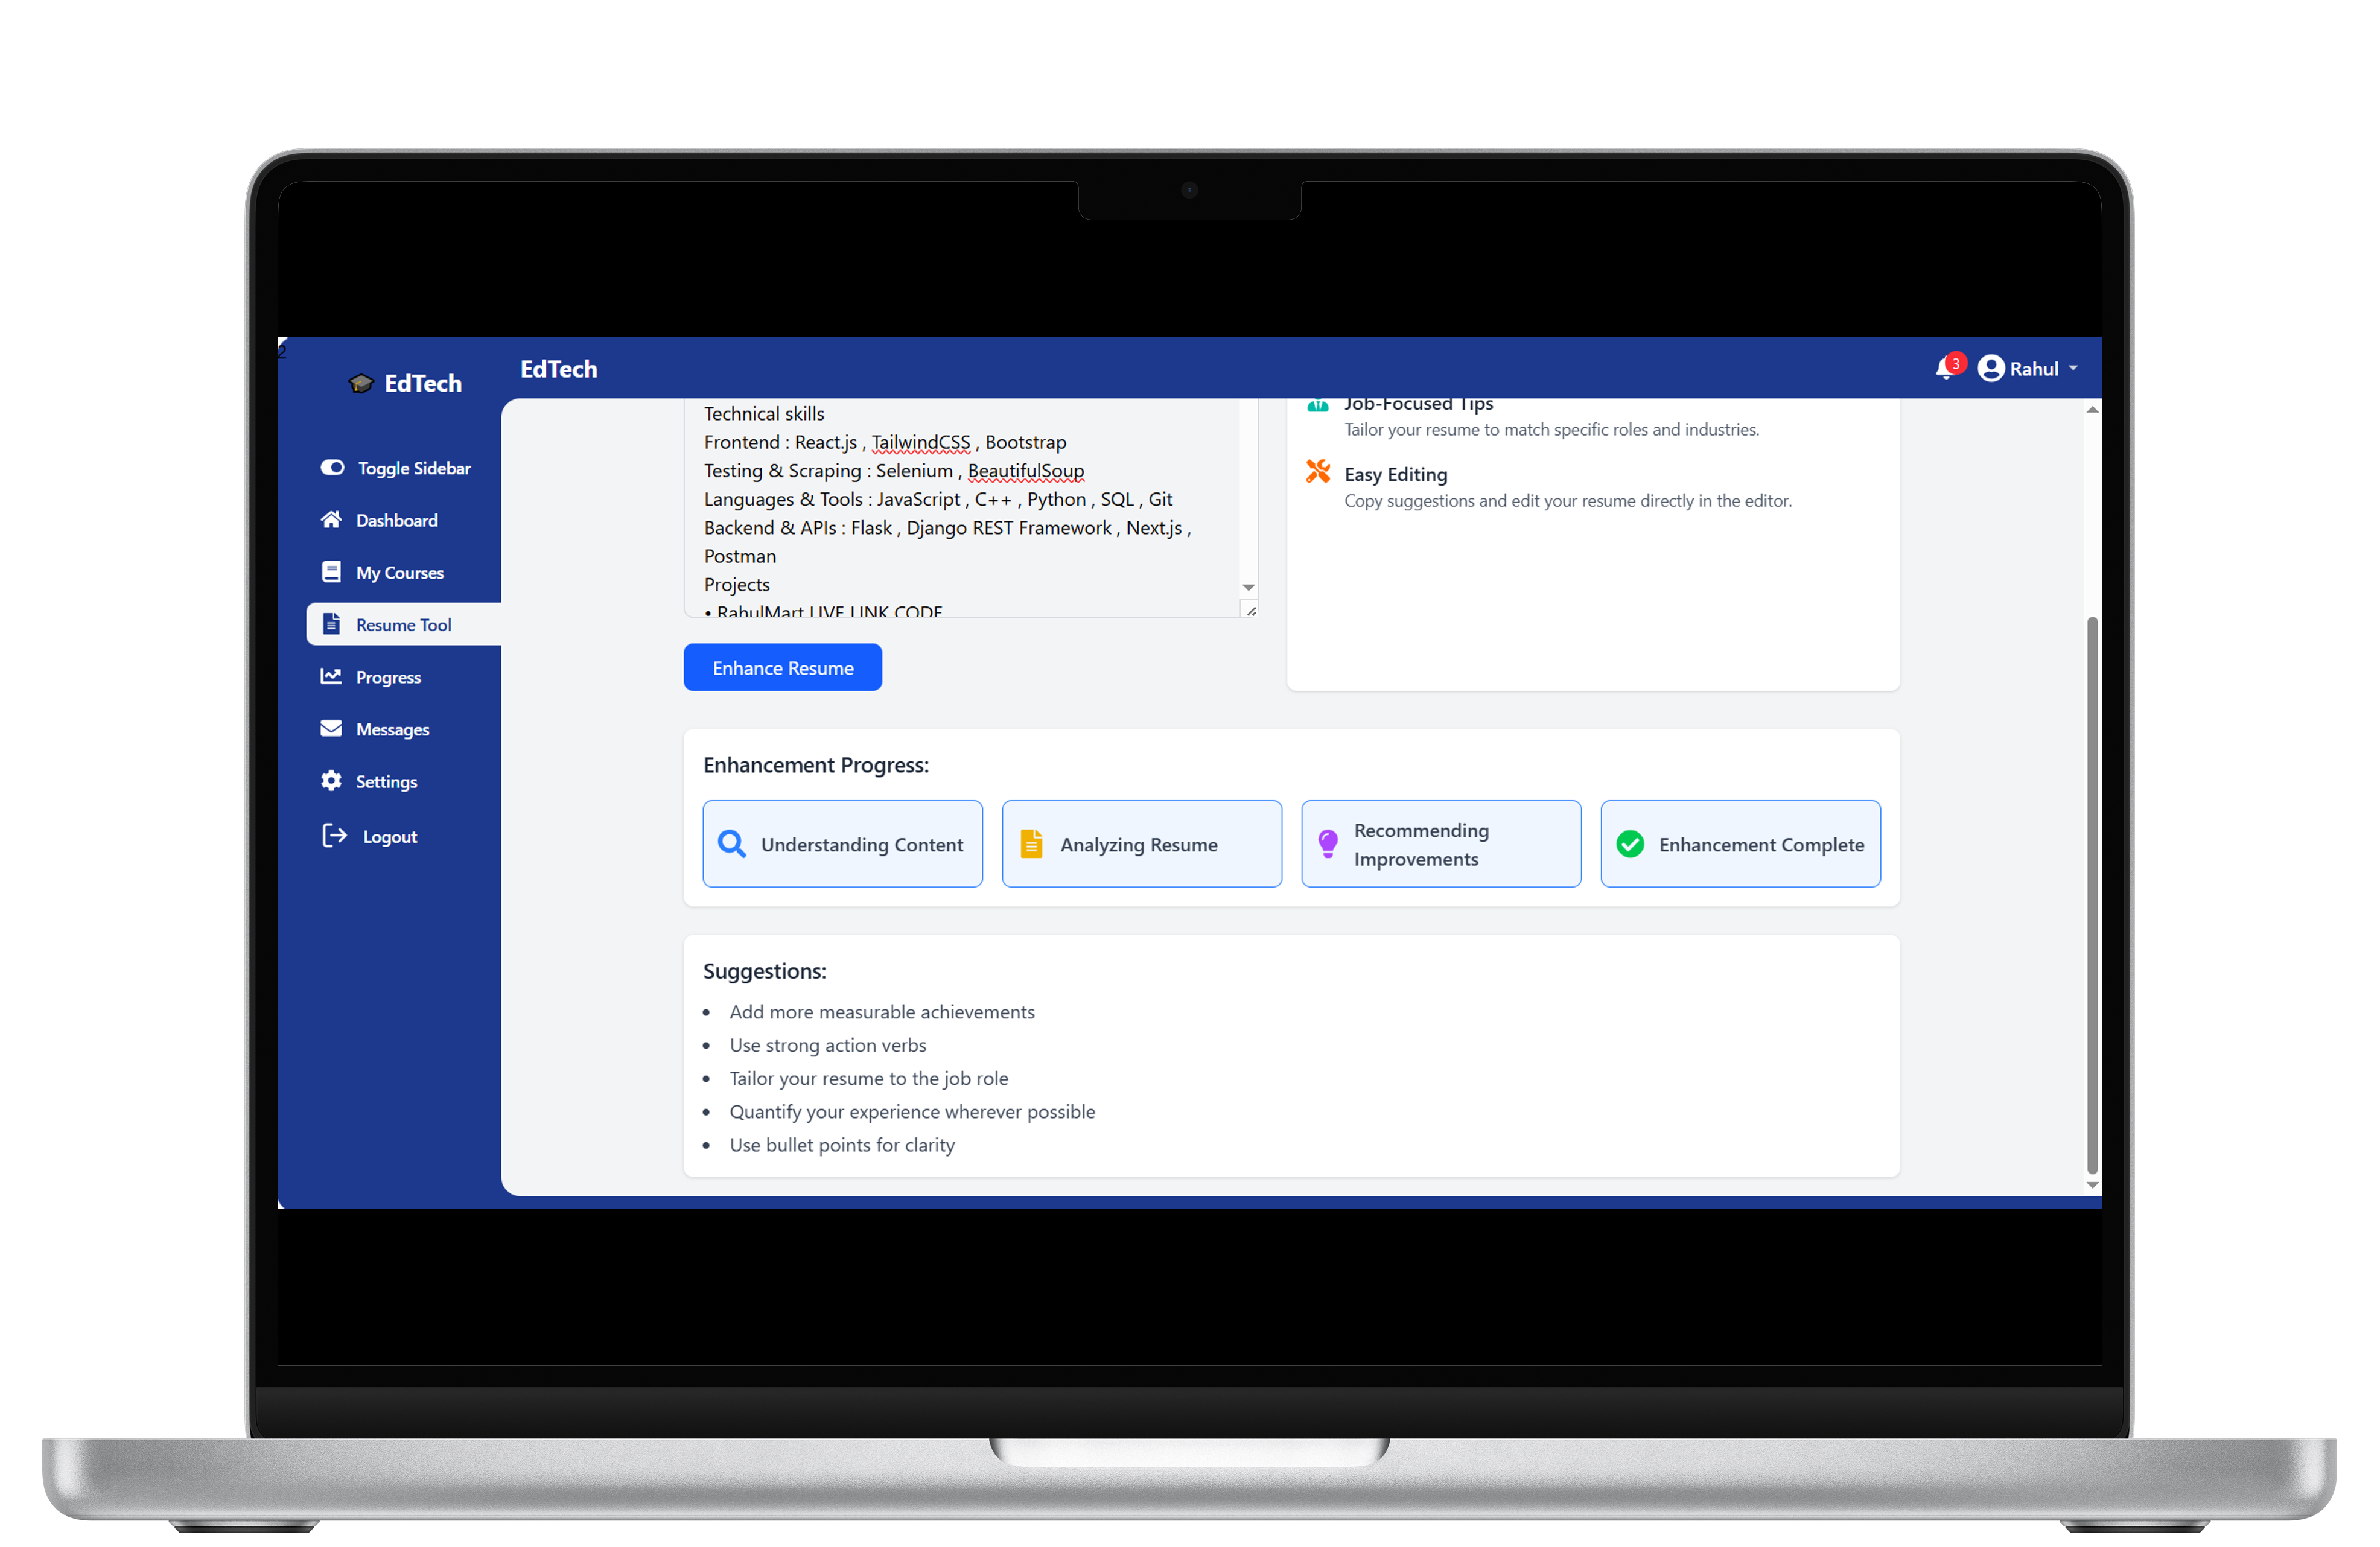 2
EdTech
EdTech
3
Rahul
Toggle Sidebar
Dashboard
My Courses
Resume Tool
Progress
Messages
Settings
Logout
Technical skills
Frontend : React.js , TailwindCSS , Bootstrap
Testing & Scraping : Selenium , BeautifulSoup
Languages & Tools : JavaScript , C++ , Python , SQL , Git
Backend & APIs : Flask , Django REST Framework , Next.js ,
Postman
Projects
• RahulMart LIVE LINK CODE
Enhance Resume
Job-Focused Tips
Tailor your resume to match specific roles and industries.
Easy Editing
Copy suggestions and edit your resume directly in the editor.
Enhancement Progress:
Understanding Content
Analyzing Resume
Recommending
Improvements
Enhancement Complete
Suggestions:
• Add more measurable achievements
• Use strong action verbs
• Tailor your resume to the job role
• Quantify your experience wherever possible
• Use bullet points for clarity